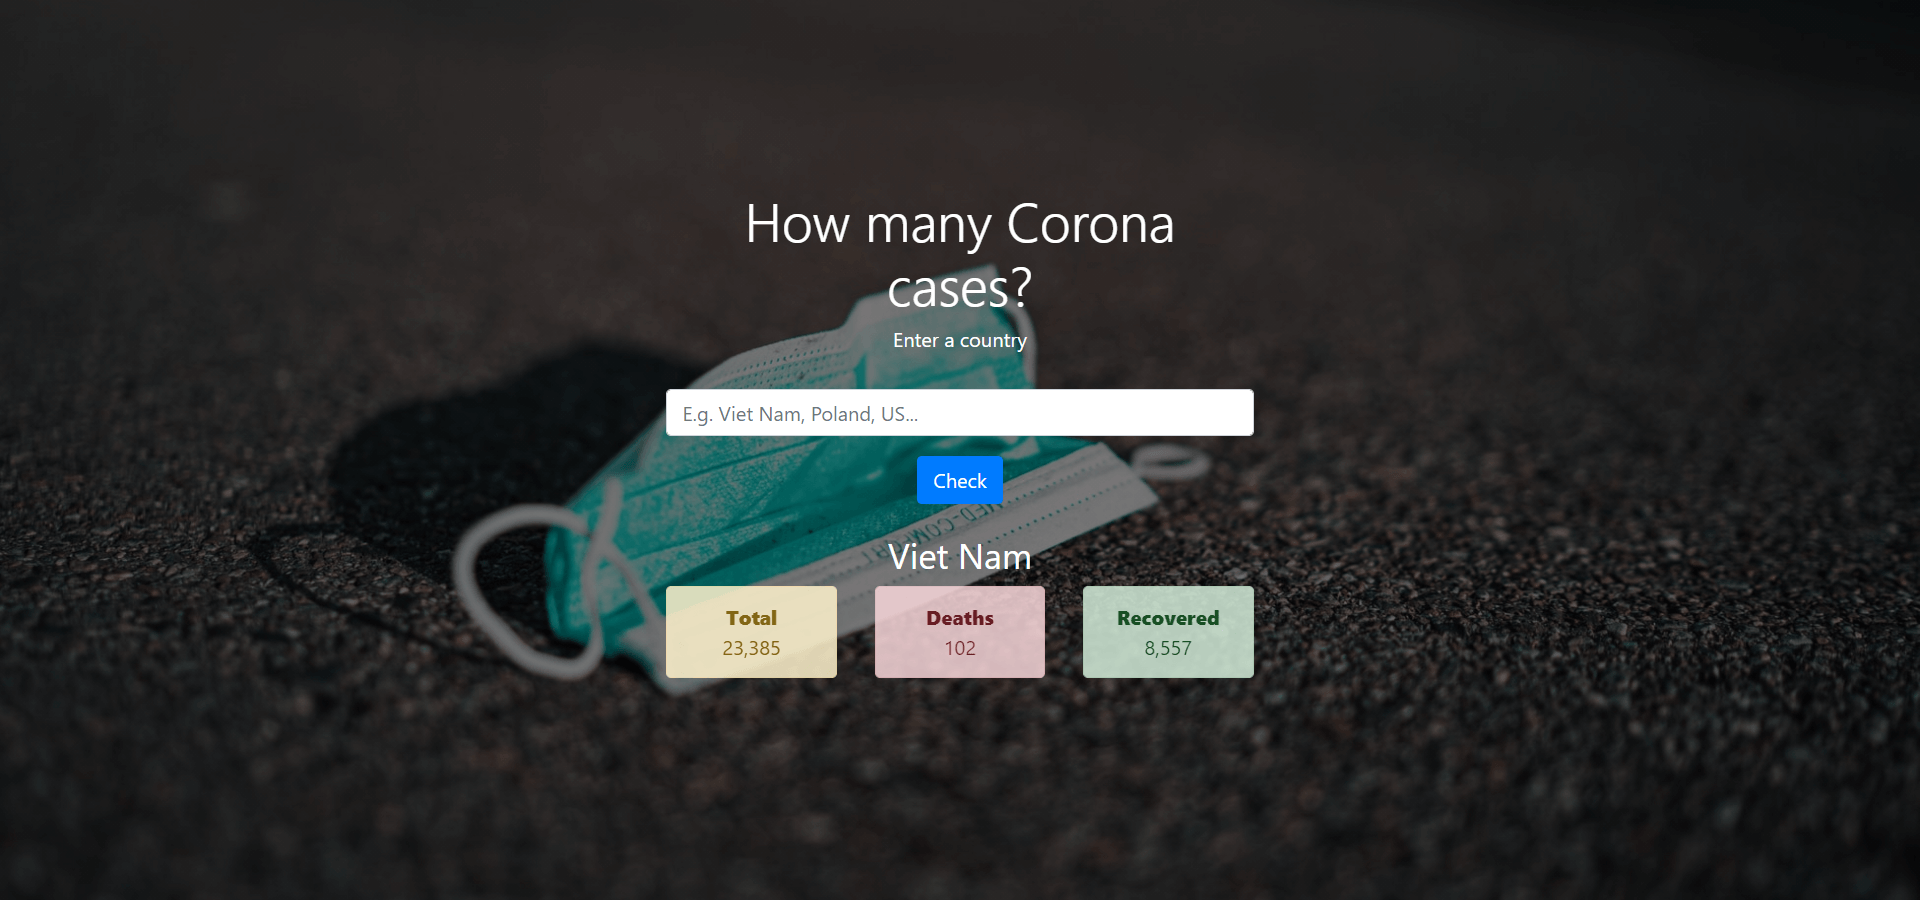 How many Corona
cases?
Enter a country
E.g. Viet Nam, Poland, US...
Check
Viet Nam
Total
23,385
Deaths
102
Recovered
8,557